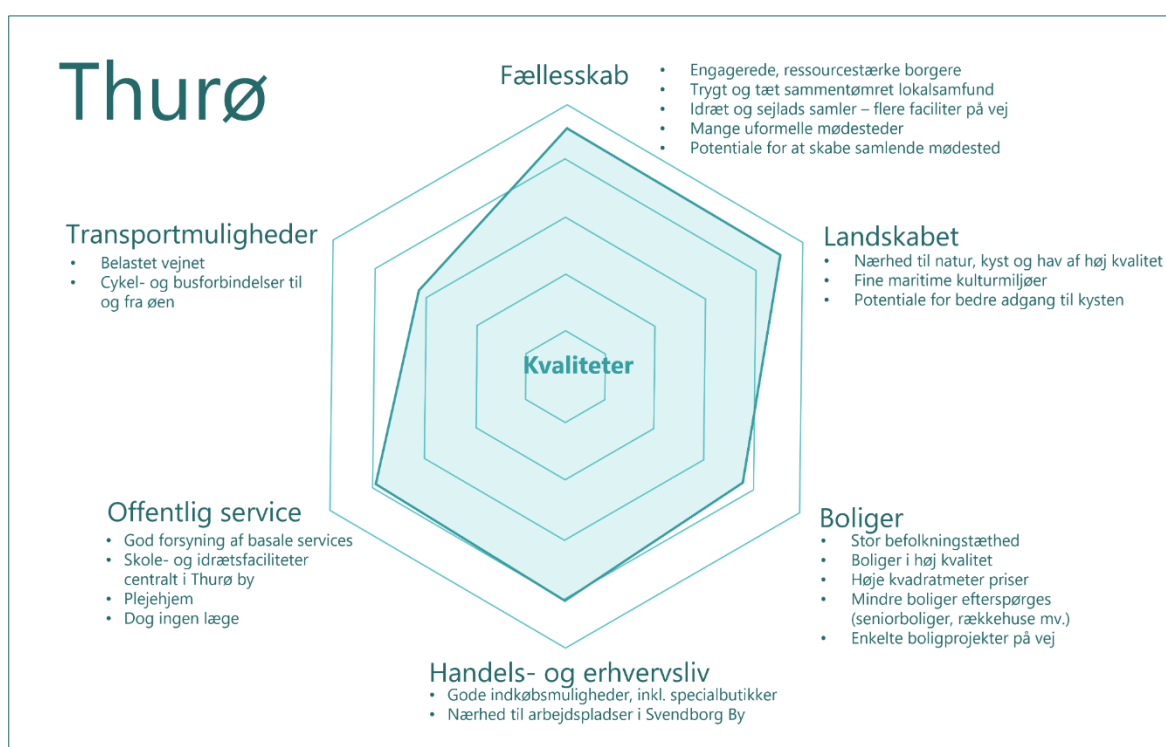 Thurø
Fællesskab
• Engagerede, ressourcestærke borgere
• Trygt og tæt sammentømret lokalsamfund
• Idræt og sejlads samler – flere faciliter på vej
• Mange uformelle mødesteder
• Potentiale for at skabe samlende mødested
Transportmuligheder
• Belastet vejnet
• Cykel- og busforbindelser til
og fra øen
Landskabet
• Nærhed til natur, kyst og hav af høj kvalitet
• Fine maritime kulturmiljøer
• Potentiale for bedre adgang til kysten
Kvaliteter
Offentlig service
• God forsyning af basale services
• Skole- og idrætsfaciliteter
centralt i Thurø by
• Plejehjem
• Dog ingen læge
Boliger
• Stor befolkningstæthed
• Boliger i høj kvalitet
• Høje kvadratmeter priser
• Mindre boliger efterspørges
(seniorboliger, rækkehuse mv.)
• Enkelte boligprojekter på vej
Handels- og erhvervsliv
• Gode indkøbsmuligheder, inkl. specialbutikker
• Nærhed til arbejdspladser i Svendborg By